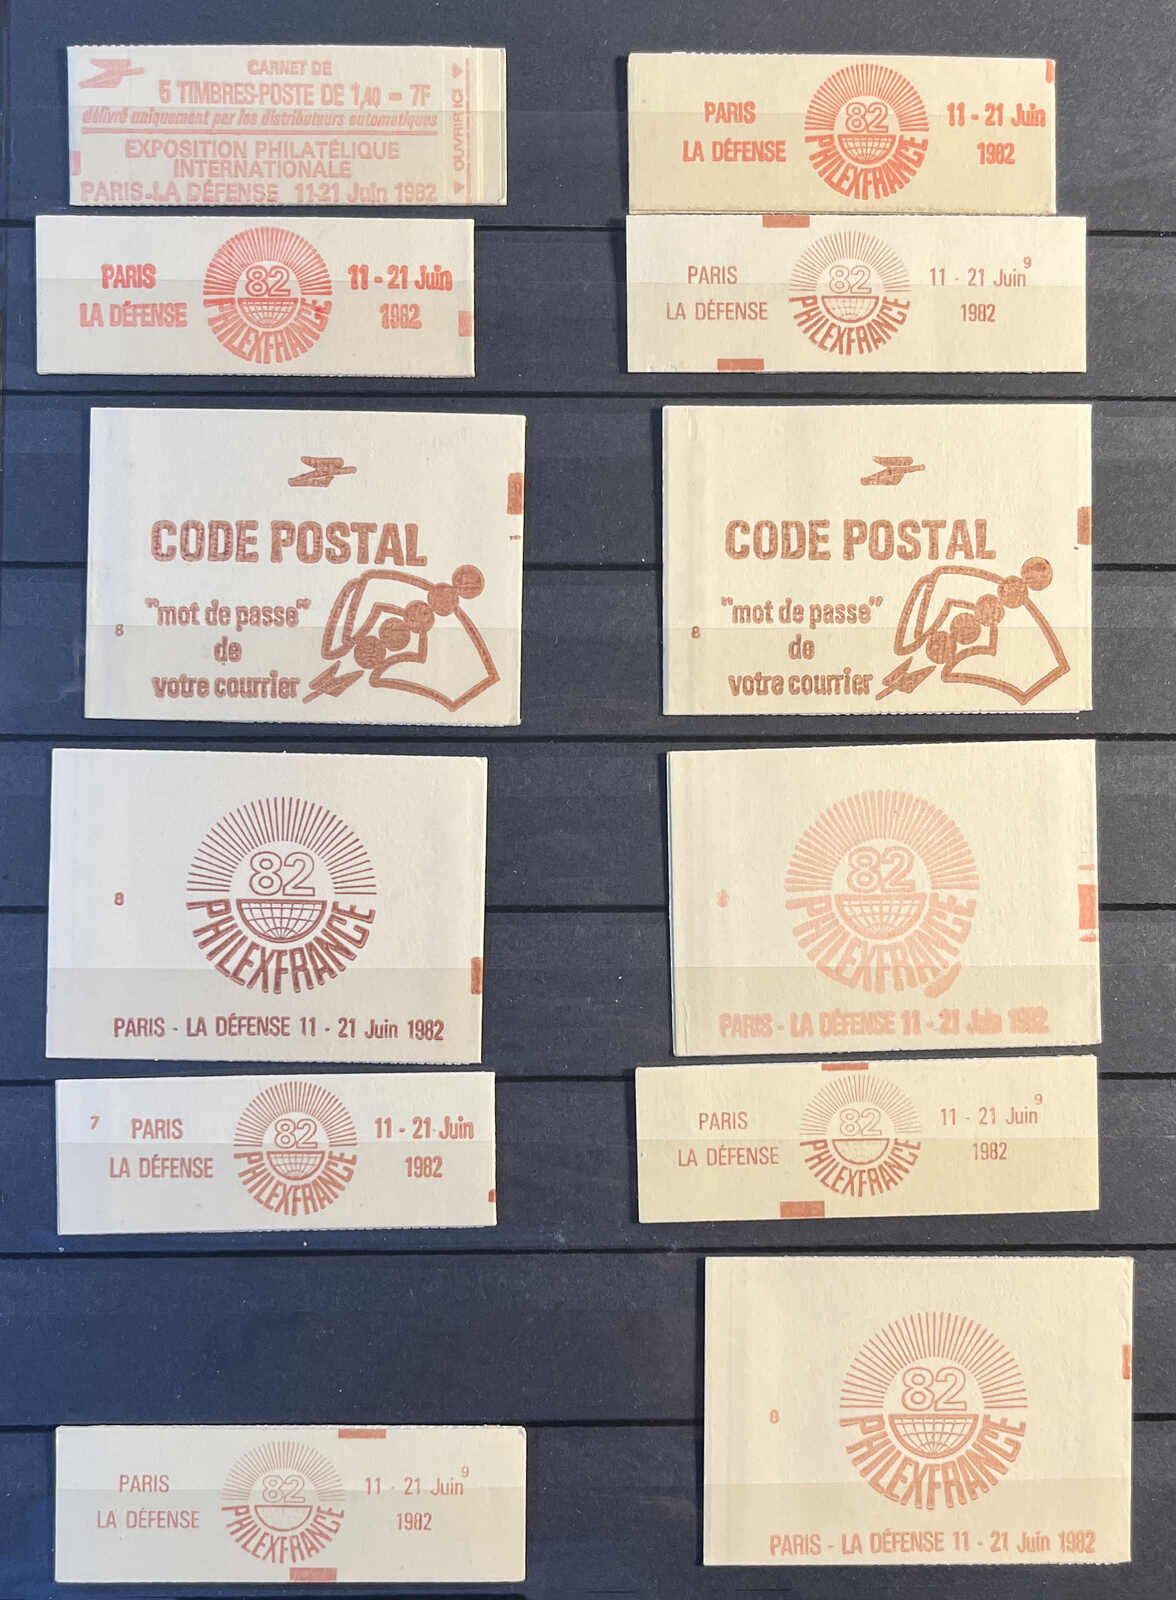 CARNET DE
5 TIMBRES-POSTE DE 1,40 = 7F
délivré uniquement par les distributeurs automatiques
EXPOSITION PHILATÉLIQUE
INTERNATIONALE
PARIS-LA DÉFENSE 11-21 Juin 1982
OUVRIR ICI
PARIS
LA DÉFENSE
82
PHILEXFRANCE
11 - 21 Juin
1982
PARIS
LA DÉFENSE
82
PHILEXFRANCE
11 - 21 Juin
1982
PARIS
LA DÉFENSE
82
PHILEXFRANCE
11 - 21 Juin 9
1982
CODE POSTAL
"mot de passe"
8
de
votre courrier
CODE POSTAL
"mot de passe"
8
de
votre courrier
82
8
PHILEXFRANCE
PARIS - LA DÉFENSE 11 - 21 Juin 1982
82
8
PHILEXFRANCE
PARIS - LA DÉFENSE 11 - 21 Juin 1982
7
PARIS
LA DÉFENSE
82
PHILEXFRANCE
11 - 21 Juin
1982
PARIS
LA DÉFENSE
82
PHILEXFRANCE
11 - 21 Juin 9
1982
PARIS
LA DÉFENSE
82
PHILEXFRANCE
11 - 21 Juin 9
1982
82
8
PHILEXFRANCE
PARIS - LA DÉFENSE 11 - 21 Juin 1982